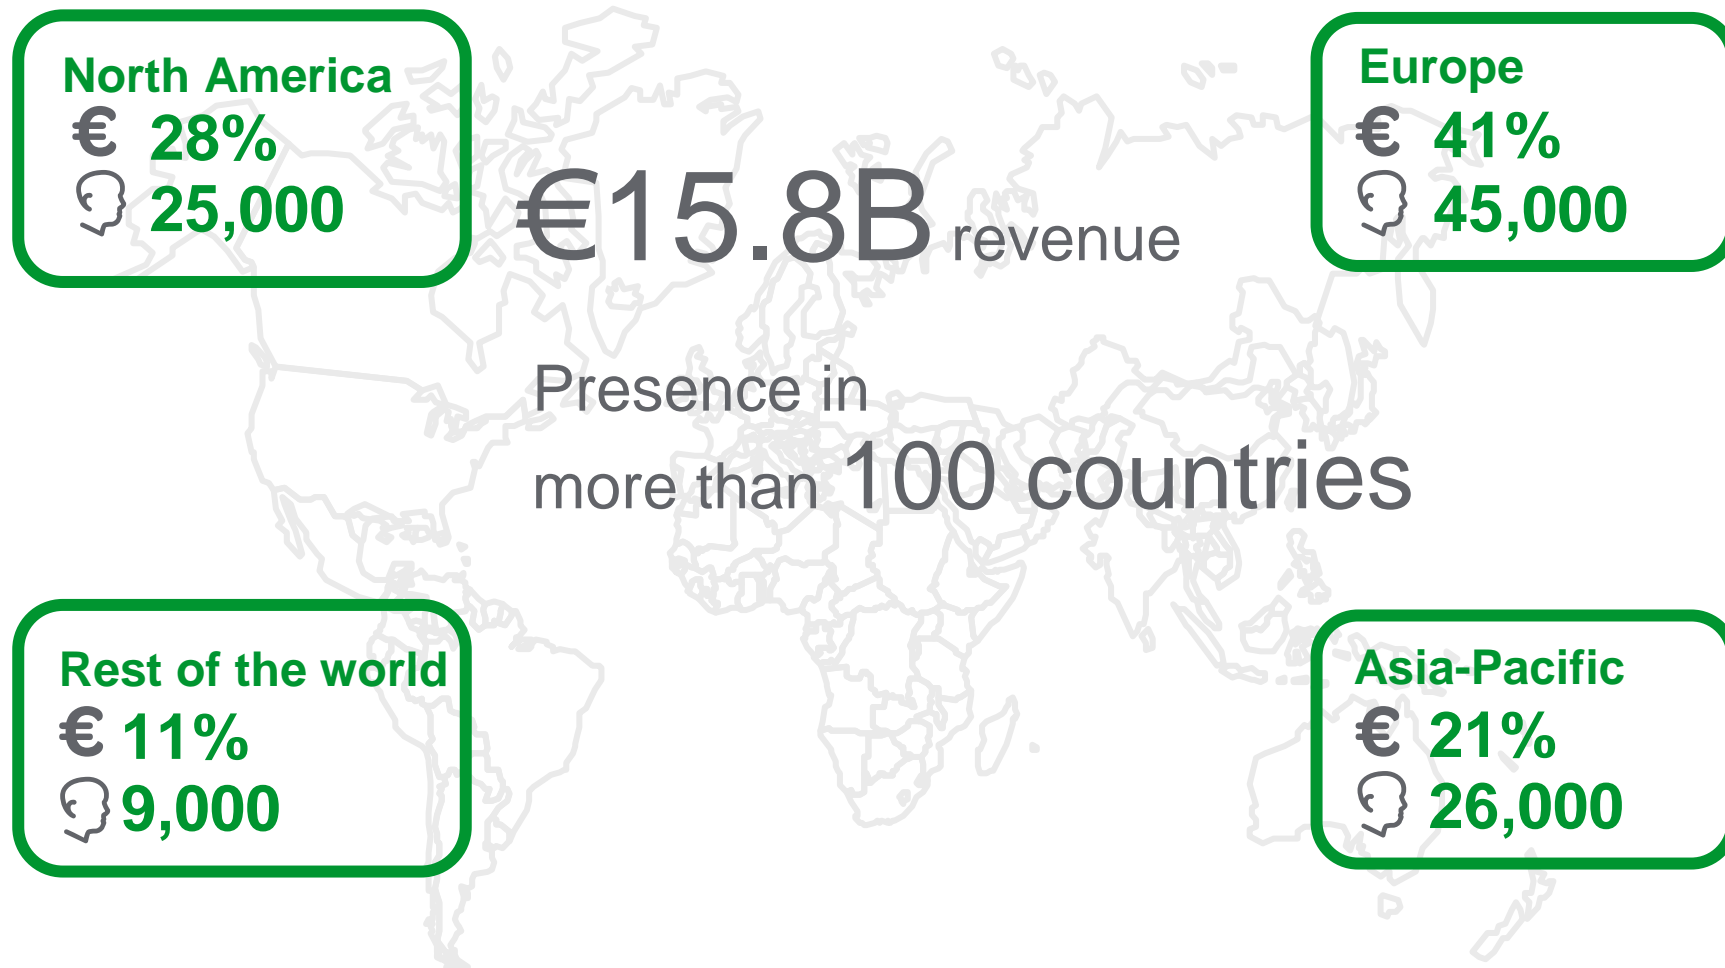 North America
€ 28%
25,000
Europe
€ 41%
45,000
€15.8B revenue
Presence in
more than 100 countries
Rest of the world
€ 11%
9,000
Asia-Pacific
€ 21%
26,000